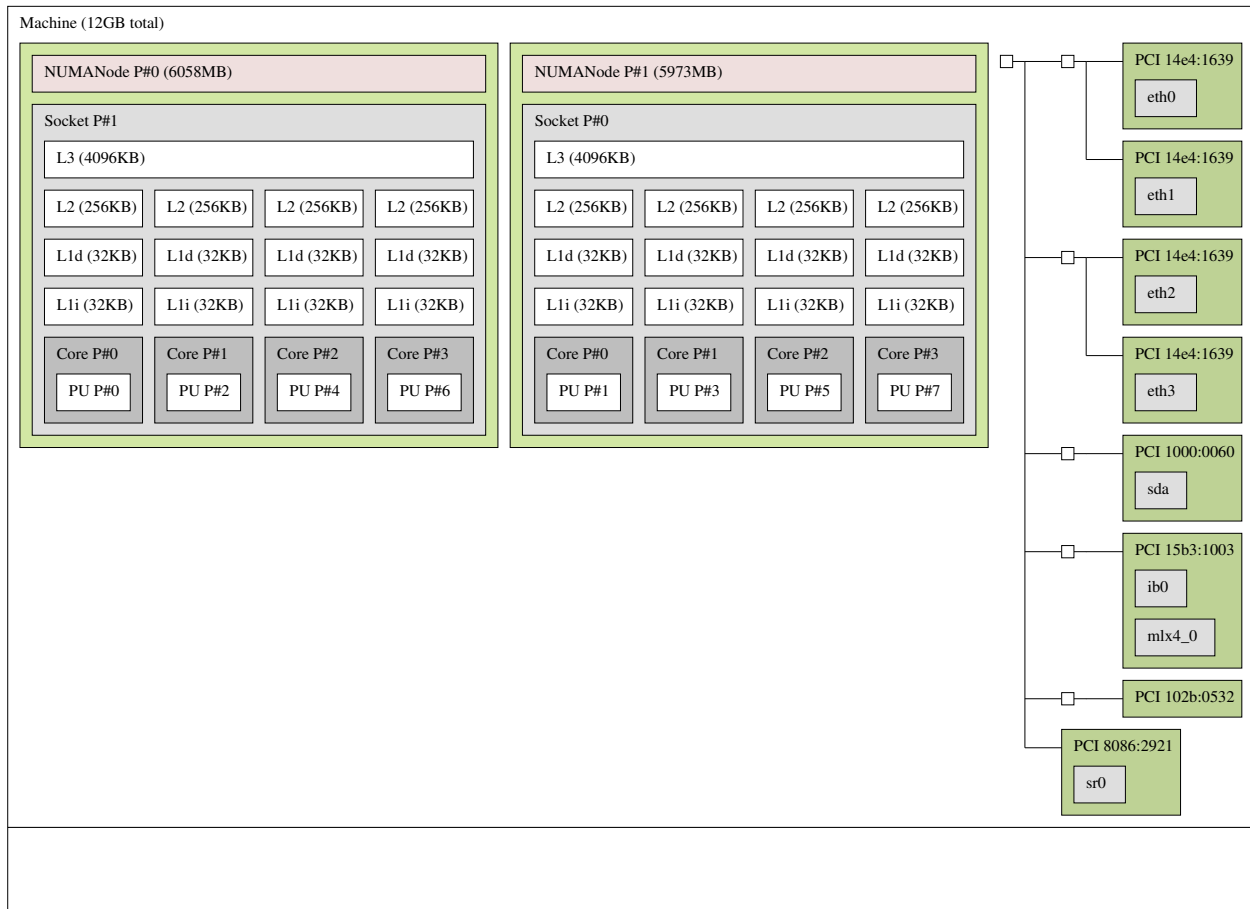 Machine (12GB total)
NUMANode P#0 (6058MB)
Socket P#1
L3 (4096KB)
L2 (256KB) L2 (256KB) L2 (256KB) L2 (256KB)
L1d (32KB) L1d (32KB) L1d (32KB) L1d (32KB)
L1i (32KB) L1i (32KB) L1i (32KB) L1i (32KB)
Core P#0 Core P#1 Core P#2 Core P#3
PU P#0 PU P#2 PU P#4 PU P#6
NUMANode P#1 (5973MB)
Socket P#0
L3 (4096KB)
L2 (256KB) L2 (256KB) L2 (256KB) L2 (256KB)
L1d (32KB) L1d (32KB) L1d (32KB) L1d (32KB)
L1i (32KB) L1i (32KB) L1i (32KB) L1i (32KB)
Core P#0 Core P#1 Core P#2 Core P#3
PU P#1 PU P#3 PU P#5 PU P#7
PCI 14e4:1639
eth0
PCI 14e4:1639
eth1
PCI 14e4:1639
eth2
PCI 14e4:1639
eth3
PCI 1000:0060
sda
PCI 15b3:1003
ib0
mlx4_0
PCI 102b:0532
PCI 8086:2921
sr0